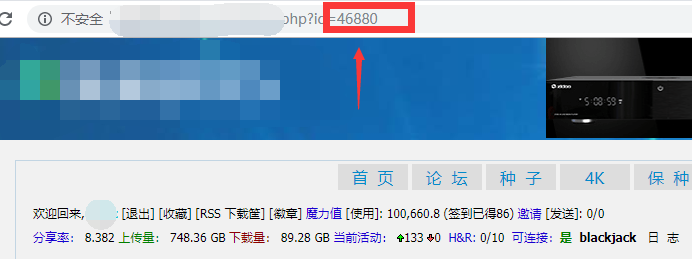 不安全 php?id=46880
5:08:59
首 页 论 坛 种 子 4K 保 种
欢迎回来, : [退出] [收藏] [RSS 下载筐] [徽章] 魔力值 [使用]: 100,660.8 (签到已得86) 邀请 [发送]: 0/0
分享率: 8.382 上传量: 748.36 GB 下载量: 89.28 GB 当前活动: 133 0 H&R: 0/10 可连接: 是 blackjack 日 志